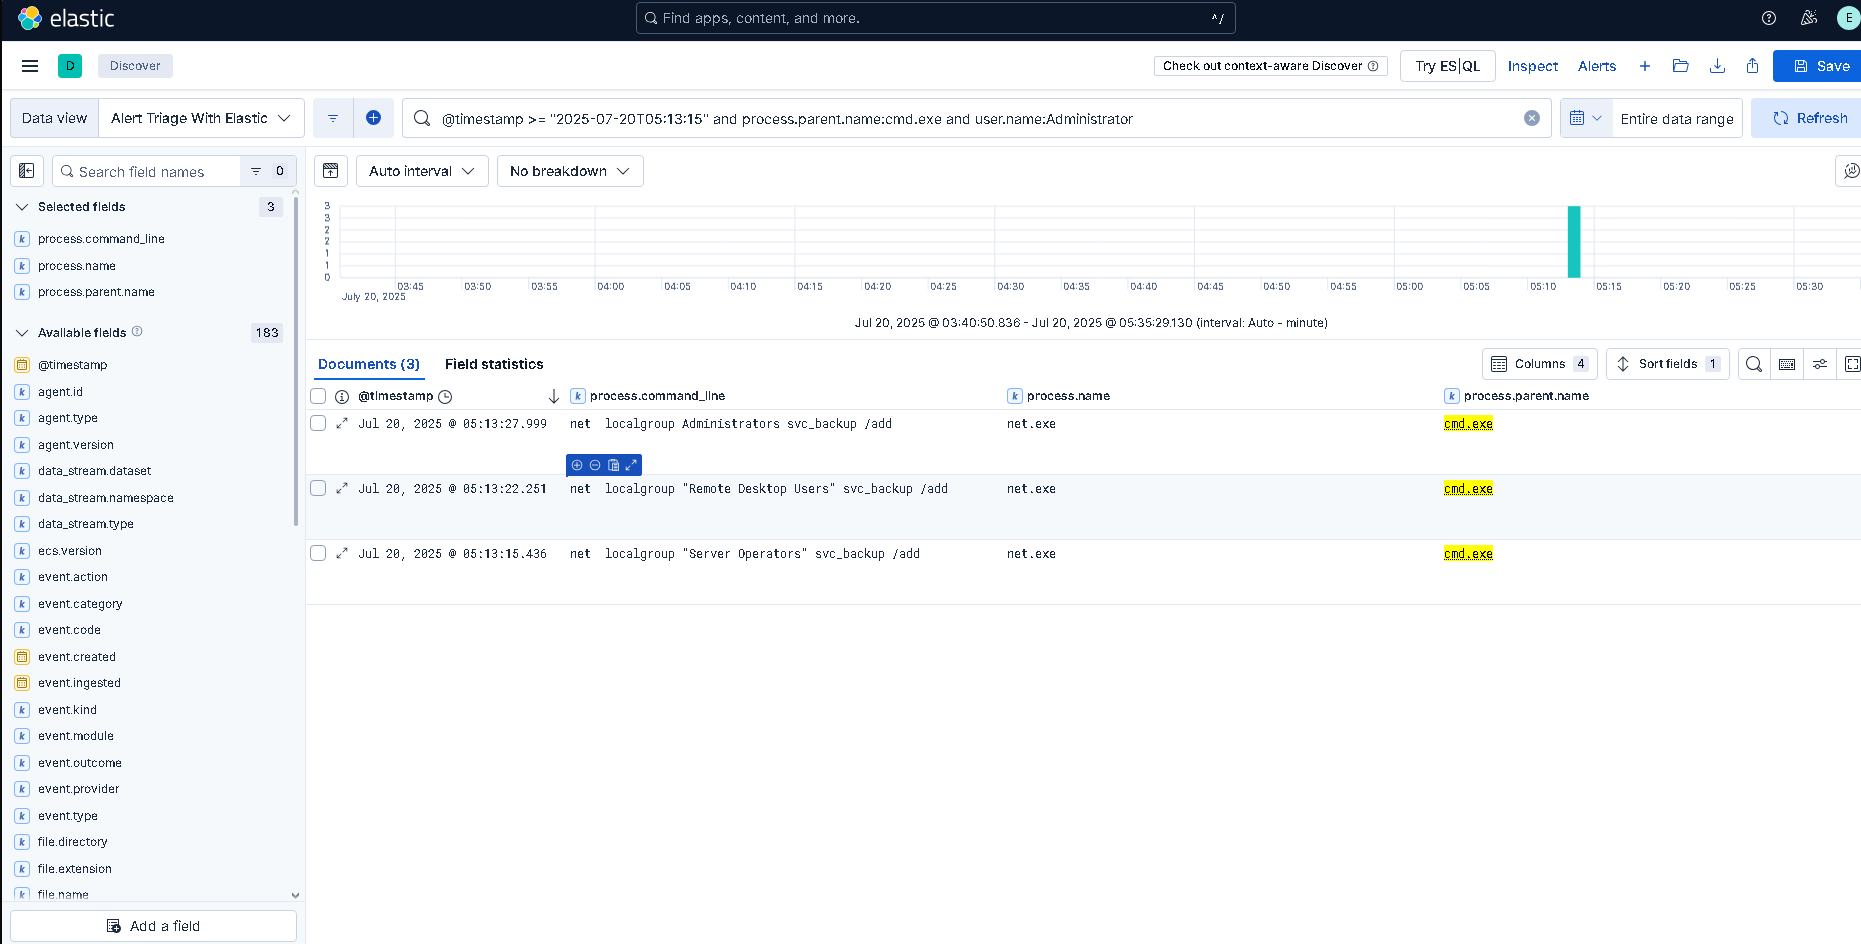 elastic
Find apps, content, and more.
^/
E
D
Discover
Check out context-aware Discover
Try ES|QL
Inspect
Alerts
Save
Data view
Alert Triage With Elastic
@timestamp >= "2025-07-20T05:13:15" and process.parent.name:cmd.exe and user.name:Administrator
Entire data range
Refresh
Search field names
0
Auto interval
No breakdown
Selected fields
3
k process.command_line
k process.name
k process.parent.name
Available fields
183
@timestamp
k agent.id
k agent.type
k agent.version
k data_stream.dataset
k data_stream.namespace
k data_stream.type
k ecs.version
k event.action
k event.category
k event.code
event.created
event.ingested
k event.kind
k event.module
k event.outcome
k event.provider
k event.type
k file.directory
k file.extension
k file.name
Add a field
3
3
2
2
1
1
0
03:45 03:50 03:55 04:00 04:05 04:10 04:15 04:20 04:25 04:30 04:35 04:40 04:45 04:50 04:55 05:00 05:05 05:10 05:15 05:20 05:25 05:30
July 20, 2025
Jul 20, 2025 @ 03:40:50.836 - Jul 20, 2025 @ 05:35:29.130 (interval: Auto - minute)
Documents (3)
Field statistics
Columns 4
Sort fields 1
@timestamp
k process.command_line
k process.name
k process.parent.name
Jul 20, 2025 @ 05:13:27.999 net localgroup Administrators svc_backup /add net.exe cmd.exe
Jul 20, 2025 @ 05:13:22.251 net localgroup "Remote Desktop Users" svc_backup /add net.exe cmd.exe
Jul 20, 2025 @ 05:13:15.436 net localgroup "Server Operators" svc_backup /add net.exe cmd.exe